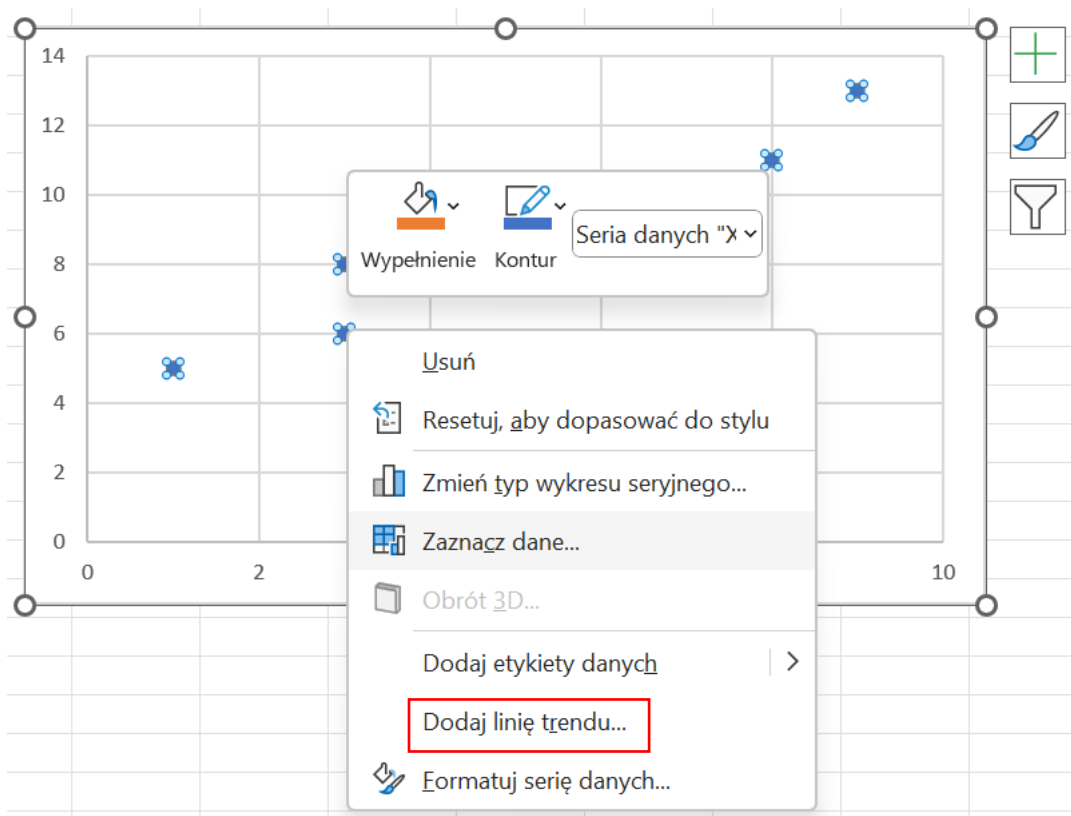 14
12
10
8
6
4
2
0
0
2
10
Wypełnienie
Kontur
Seria danych "X
Usuń
Resetuj, aby dopasować do stylu
Zmień typ wykresu seryjnego...
Zaznacz dane...
Obrót 3D...
Dodaj etykiety danych
Dodaj linię trendu...
Formatuj serię danych...